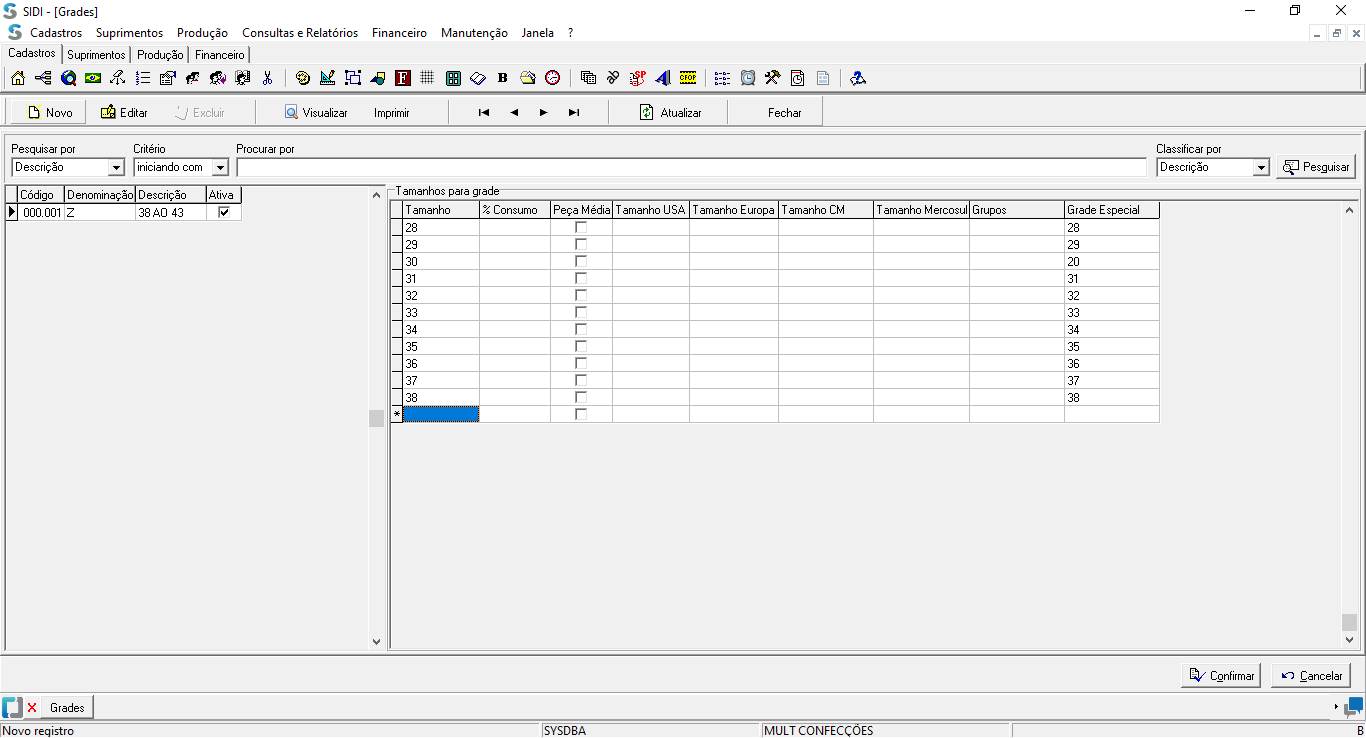 SIDI - [Grades]
Cadastros Suprimentos Produção Consultas e Relatórios Financeiro Manutenção Janela ?
Cadastros Suprimentos Produção Financeiro
F B SP CFOP
Novo Editar Excluir Visualizar Imprimir Atualizar Fechar
Pesquisar por Critério Procurar por Classificar por
Descrição iniciando com Descrição Pesquisar
Código Denominação Descrição Ativa
000.001 Z 38 AO 43
Tamanhos para grade
Tamanho % Consumo Peça Média Tamanho USA Tamanho Europa Tamanho CM Tamanho Mercosul Grupos Grade Especial
28 28
29 29
30 20
31 31
32 32
33 33
34 34
35 35
36 36
37 37
38 38
*
Confirmar Cancelar
Grades
Novo registro SYSDBA MULT CONFECÇÕES B